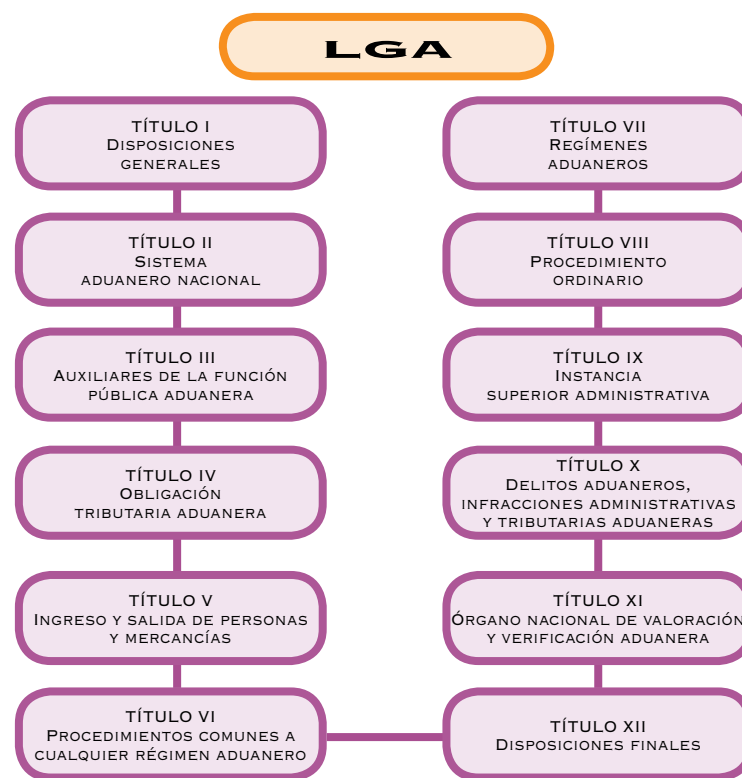 LGA
TÍTULO I
Disposiciones
generales
TÍTULO II
Sistema
aduanero nacional
TÍTULO III
Auxiliares de la función
pública aduanera
TÍTULO IV
Obligación
tributaria aduanera
TÍTULO V
Ingreso y salida de personas
y mercancías
TÍTULO VI
Procedimientos comunes a
cualquier régimen aduanero
TÍTULO VII
Regímenes
aduaneros
TÍTULO VIII
Procedimiento
ordinario
TÍTULO IX
Instancia
superior administrativa
TÍTULO X
Delitos aduaneros,
infracciones administrativas
y tributarias aduaneras
TÍTULO XI
Órgano nacional de valoración
y verificación aduanera
TÍTULO XII
Disposiciones finales